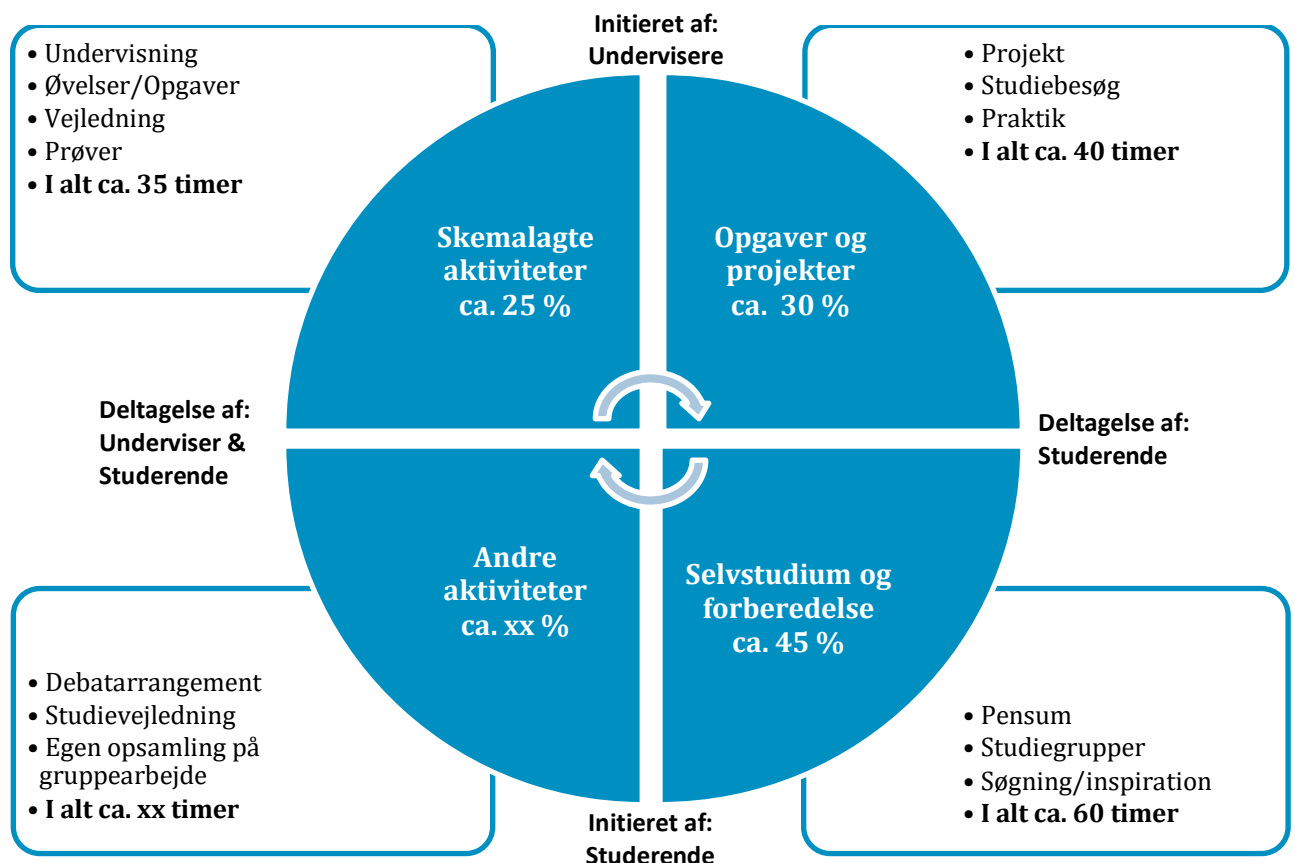 Initieret af:
Undervisere
• Undervisning
• Øvelser/Opgaver
• Vejledning
• Prøver
• I alt ca. 35 timer
• Projekt
• Studiebesøg
• Praktik
• I alt ca. 40 timer
Skemalagte
aktiviteter
ca. 25 %
Opgaver og
projekter
ca. 30 %
Deltagelse af:
Underviser &
Studerende
Deltagelse af:
Studerende
Andre
aktiviteter
ca. xx %
Selvstudium og
forberedelse
ca. 45 %
• Debatarrangement
• Studievejledning
• Egen opsamling på
gruppearbejde
• I alt ca. xx timer
• Pensum
• Studiegrupper
• Søgning/inspiration
• I alt ca. 60 timer
Initieret af:
Studerende